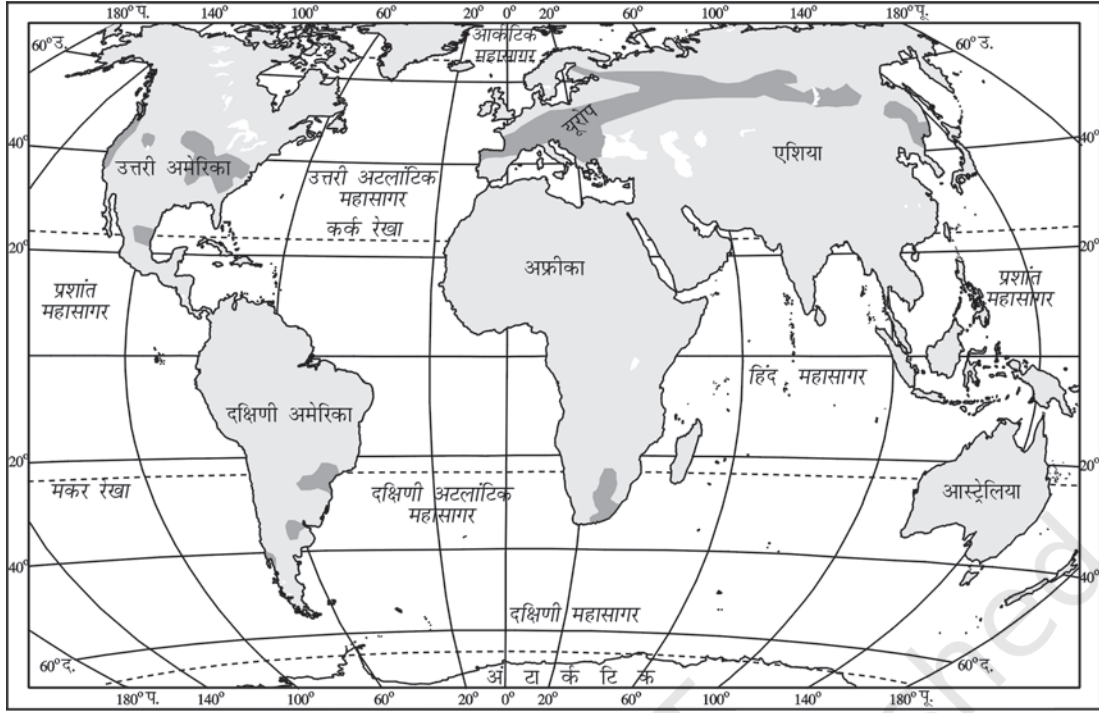 180° प. 140° 100° 60° 20° 0° 20° 60° 100° 140° 180° पू.
60° उ. 60° उ.
आर्कटिक
महासागर
यूरोप
40° 40°
उत्तरी अमेरिका
एशिया
उत्तरी अटलांटिक
महासागर
कर्क रेखा
20° 20°
अफ्रीका
प्रशांत
महासागर
प्रशांत
महासागर
हिंद महासागर
दक्षिणी अमेरिका
20° 20°
मकर रेखा
दक्षिणी अटलांटिक
महासागर
आस्ट्रेलिया
40° 40°
दक्षिणी महासागर
60° द. 60° द.
अंटार्कटिक
180° प. 140° 100° 60° 20° 0° 20° 60° 100° 140° 180° पू.